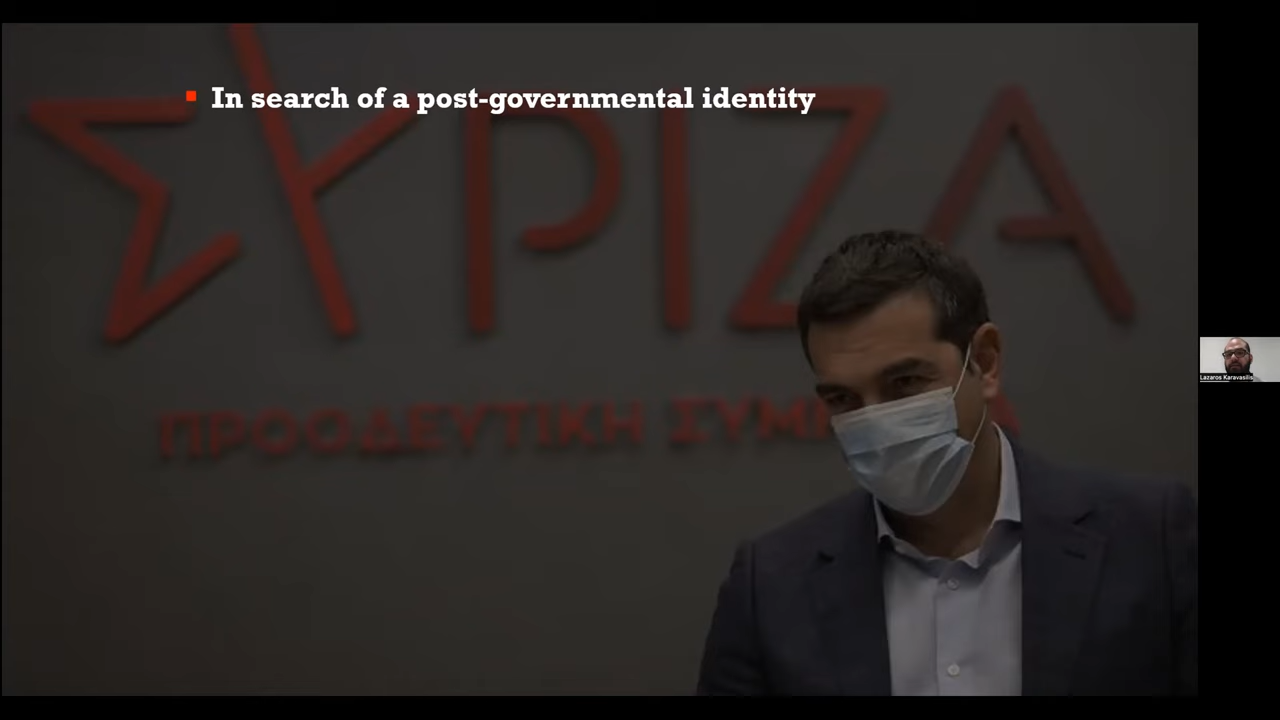 In search of a post-governmental identity
ΣΥΡΙΖΑ
ΠΡΟΟΔΕΥΤΙΚΗ ΣΥΜ
Lazaros Karavasilis